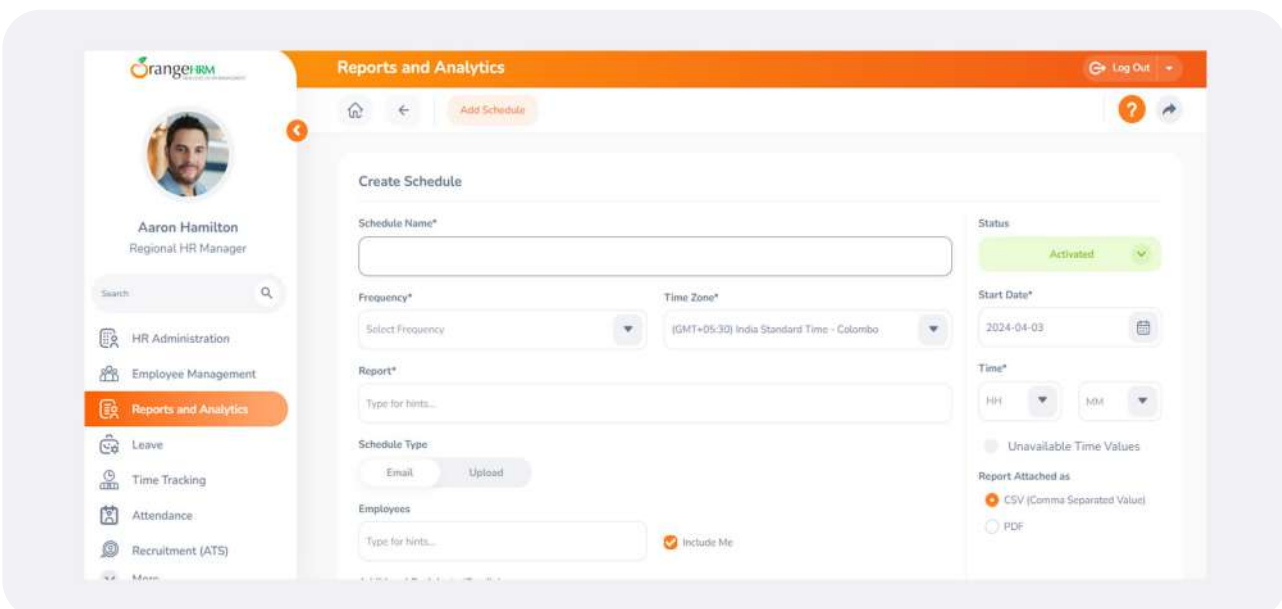 OrangeHRM
Reports and Analytics
Log Out
Add Schedule
?
Aaron Hamilton
Regional HR Manager
Search
HR Administration
Employee Management
Reports and Analytics
Leave
Time Tracking
Attendance
Recruitment (ATS)
More
Create Schedule
Schedule Name*
Frequency*
Select Frequency
Time Zone*
(GMT+05:30) India Standard Time - Colombo
Report*
Type for hints...
Schedule Type
Email Upload
Employees
Type for hints...
Include Me
Status
Activated
Start Date*
2024-04-03
Time*
HH MM
Unavailable Time Values
Report Attached as
CSV (Comma Separated Value)
PDF